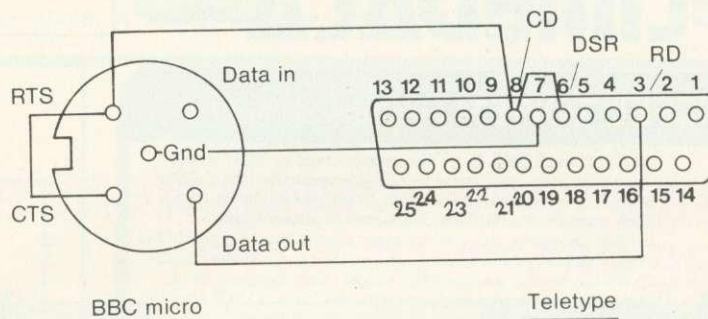 CD
DSR
RD
Data in
RTS
13 12 11 10 9 8 7 6 5 4 3 2 1
Gnd
CTS
25 24 23 22 21 20 19 18 17 16 15 14
Data out
BBC micro
Teletype